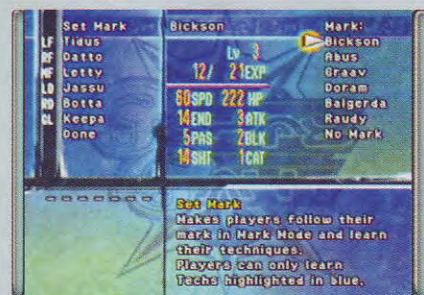 Set Mark
LF Tidus
RF Datto
MF Letty
LD Jassu
RD Botta
GL Keepa
Done
Bickson
Lv 3
12/ 21EXP
60SPD 222 HP
14END 3ATK
5PAS 2BLK
14SHT 1CAT
Mark:
Bickson
Abus
Graav
Doram
Balgerda
Raudy
No Mark
Set Mark
Makes players follow their
mark in Mark Mode and learn
their techniques.
Players can only learn
Techs highlighted in blue.